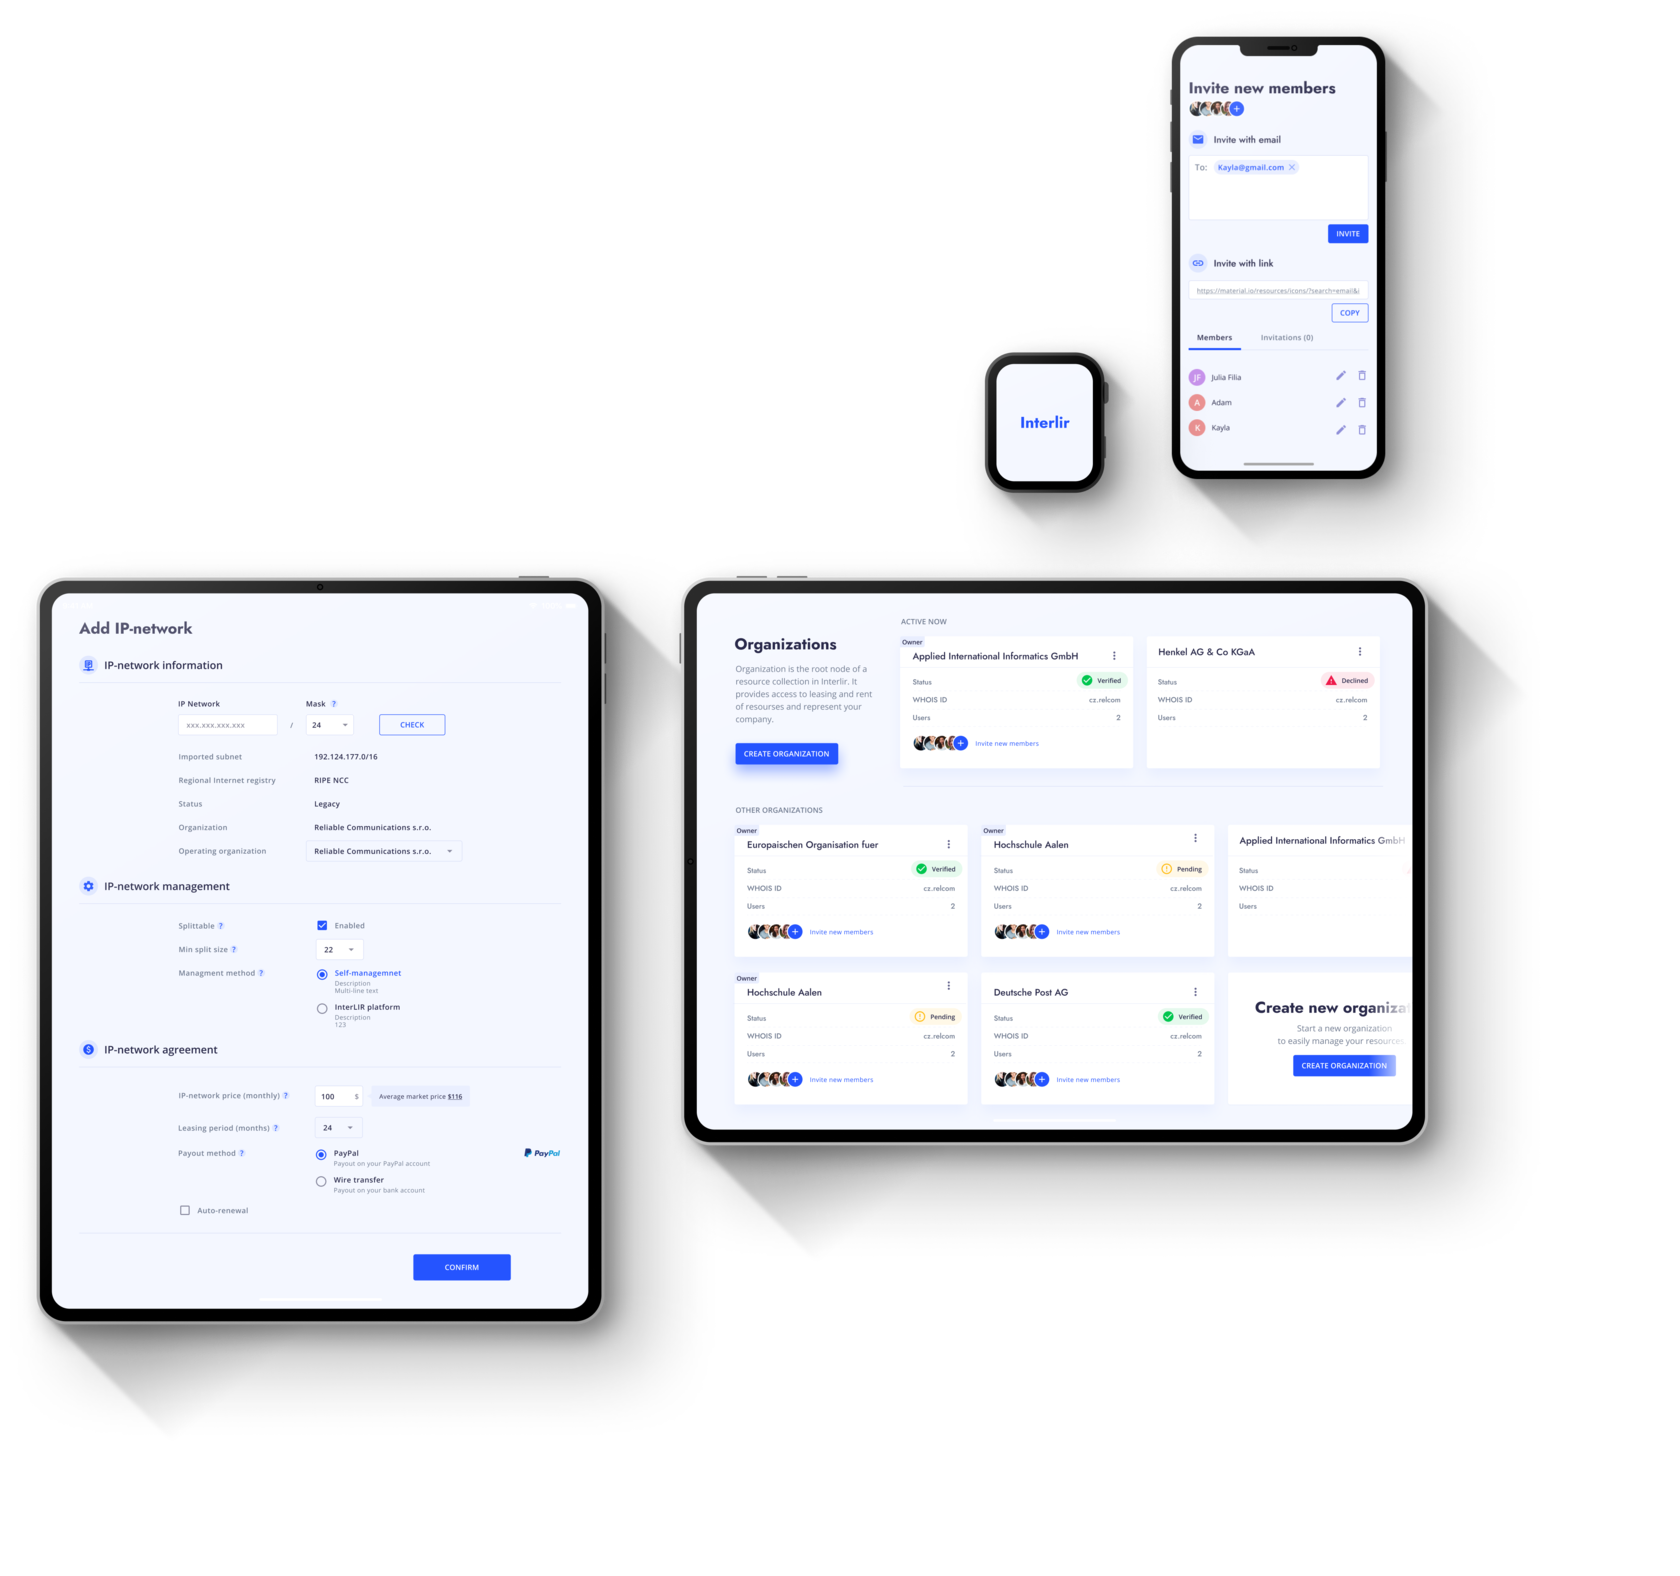 Invite new members
Invite with email
To: Kayla@gmail.com
INVITE
Invite with link
https://material.io/resources/icons/?search=email&i
COPY
Members Invitations (0)
JF Julia Filia
A Adam
K Kayla
Interlir
Add IP-network
IP-network information
IP Network Mask ?
xxx.xxx.xxx.xxx / 24 CHECK
Imported subnet 192.124.177.0/16
Regional Internet registry RIPE NCC
Status Legacy
Organization Reliable Communications s.r.o.
Operating organization Reliable Communications s.r.o.
IP-network management
Splittable ? Enabled
Min split size ? 22
Managment method ? Self-managemnet
Description
Multi-line text
InterLIR platform
Description
123
IP-network agreement
IP-network price (monthly) ? 100 $ Average market price $116
Leasing period (months) ? 24
Payout method ? PayPal PayPal
Payout on your PayPal account
Wire transfer
Payout on your bank account
Auto-renewal
CONFIRM
Organizations
Organization is the root node of a
resource collection in Interlir. It
provides access to leasing and rent
of resourses and represent your
company.
CREATE ORGANIZATION
ACTIVE NOW
Owner
Applied International Informatics GmbH
Status Verified
WHOIS ID cz.relcom
Users 2
Invite new members
Henkel AG & Co KGaA
Status Declined
WHOIS ID cz.relcom
Users 2
OTHER ORGANIZATIONS
Owner
Europaischen Organisation fuer
Status Verified
WHOIS ID cz.relcom
Users 2
Invite new members
Owner
Hochschule Aalen
Status Pending
WHOIS ID cz.relcom
Users 2
Invite new members
Applied International Informatics GmbH
Status
WHOIS ID
Users
Owner
Hochschule Aalen
Status Pending
WHOIS ID cz.relcom
Users 2
Invite new members
Deutsche Post AG
Status Verified
WHOIS ID cz.relcom
Users 2
Invite new members
Create new organizat
Start a new organization
to easily manage your resources
CREATE ORGANIZATION